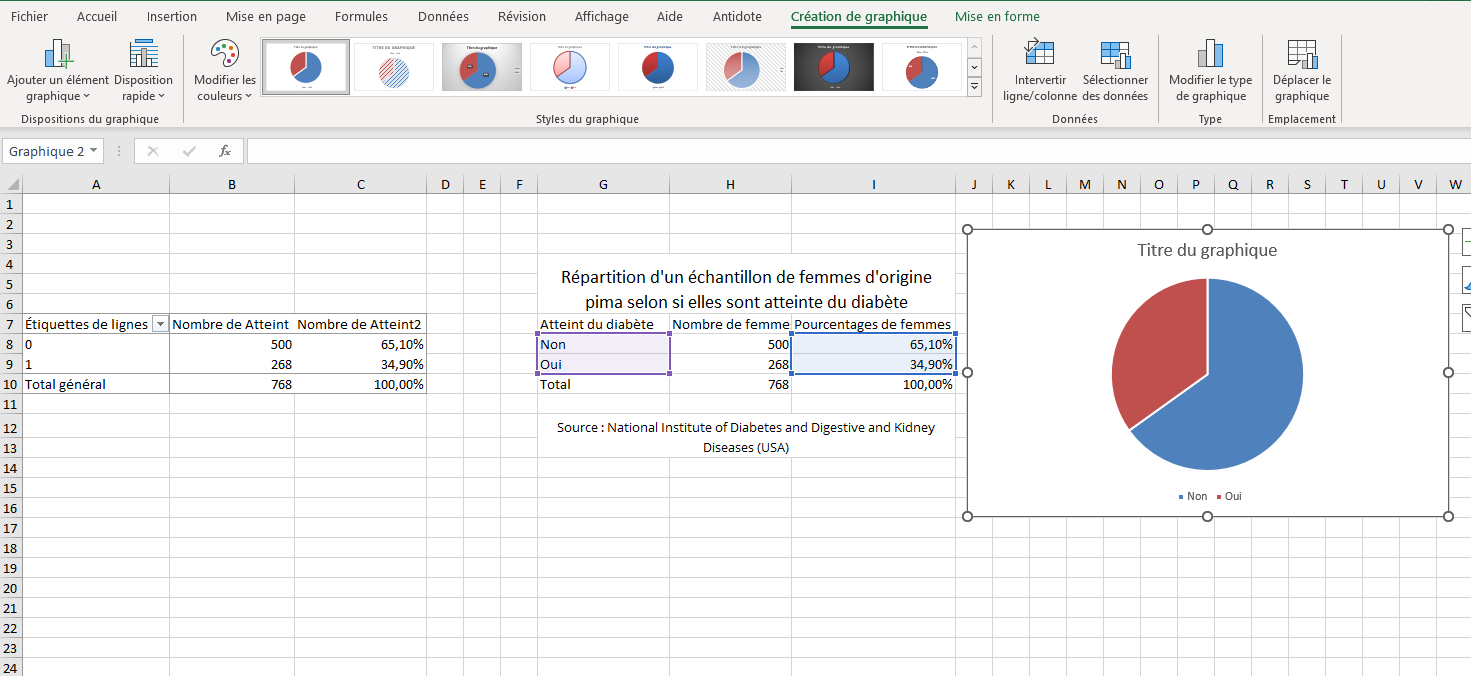 Fichier Accueil Insertion Mise en page Formules Données Révision Affichage Aide Antidote Création de graphique Mise en forme
Ajouter un élément graphique
Disposition rapide
Modifier les couleurs
Intervertir ligne/colonne
Sélectionner des données
Modifier le type de graphique
Déplacer le graphique
Dispositions du graphique Styles du graphique Données Type Emplacement
Graphique 2 fx
A B C D E F G H I J K L M N O P Q R S T U V W
1
2
3
4
5
6
Répartition d'un échantillon de femmes d'origine
pima selon si elles sont atteinte du diabète
7 Étiquettes de lignes Nombre de Atteint Nombre de Atteint2 Atteint du diabète Nombre de femme Pourcentages de femmes
8 0 500 65,10% Non 500 65,10%
9 1 268 34,90% Oui 268 34,90%
10 Total général 768 100,00% Total 768 100,00%
11
12
13
Source : National Institute of Diabetes and Digestive and Kidney
Diseases (USA)
14
15
16
17
18
19
20
21
22
23
24
Titre du graphique
Non Oui